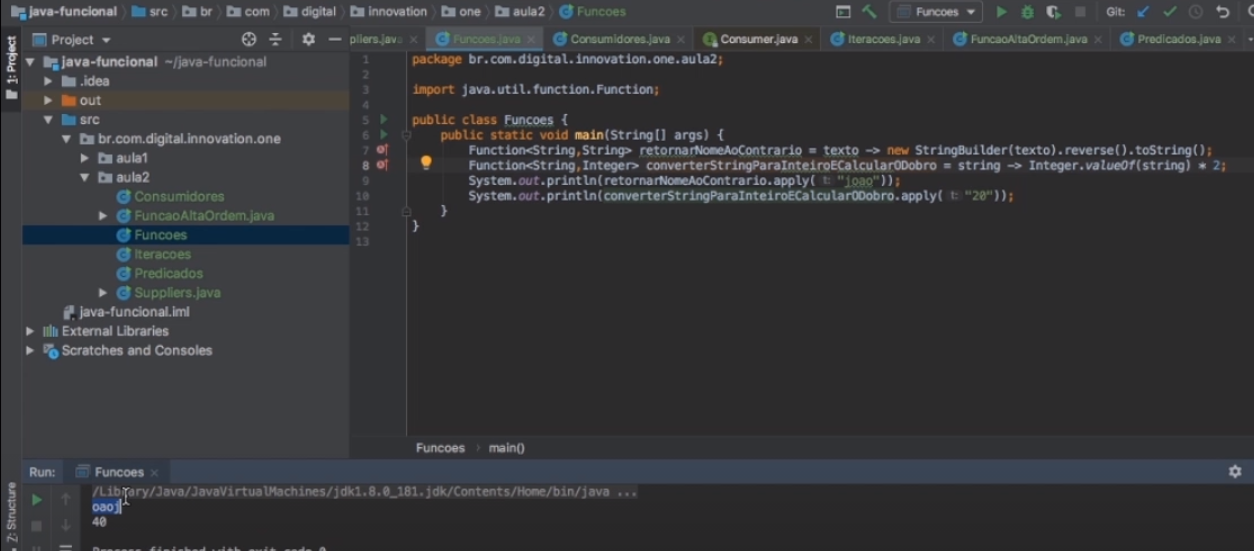 java-funcional src br com digital innovation one aula2 Funcoes Funcoes Git:
1: Project
Project
pliers.java Funcoes.java Consumidores.java Consumer.java Iteracoes.java FuncaoAltaOrdem.java Predicados.java
java-funcional ~/java-funcional
.idea
out
src
br.com.digital.innovation.one
aula1
aula2
Consumidores
FuncaoAltaOrdem.java
Funcoes
Iteracoes
Predicados
Suppliers.java
java-funcional.iml
External Libraries
Scratches and Consoles
1 package br.com.digital.innovation.one.aula2;
2
3 import java.util.function.Function;
4
5 public class Funcoes {
6 public static void main(String[] args) {
7 Function<String,String> retornarNomeAoContrario = texto -> new StringBuilder(texto).reverse().toString();
8 Function<String,Integer> converterStringParaInteiroECalcularODobro = string -> Integer.valueOf(string) * 2;
9 System.out.println(retornarNomeAoContrario.apply( t: "joao"));
10 System.out.println(converterStringParaInteiroECalcularODobro.apply( t: "20"));
11 }
12 }
13
Funcoes > main()
Run: Funcoes
/Library/Java/JavaVirtualMachines/jdk1.8.0_181.jdk/Contents/Home/bin/java ...
oaoj
40
Process finished with exit code 0
Z: Structure